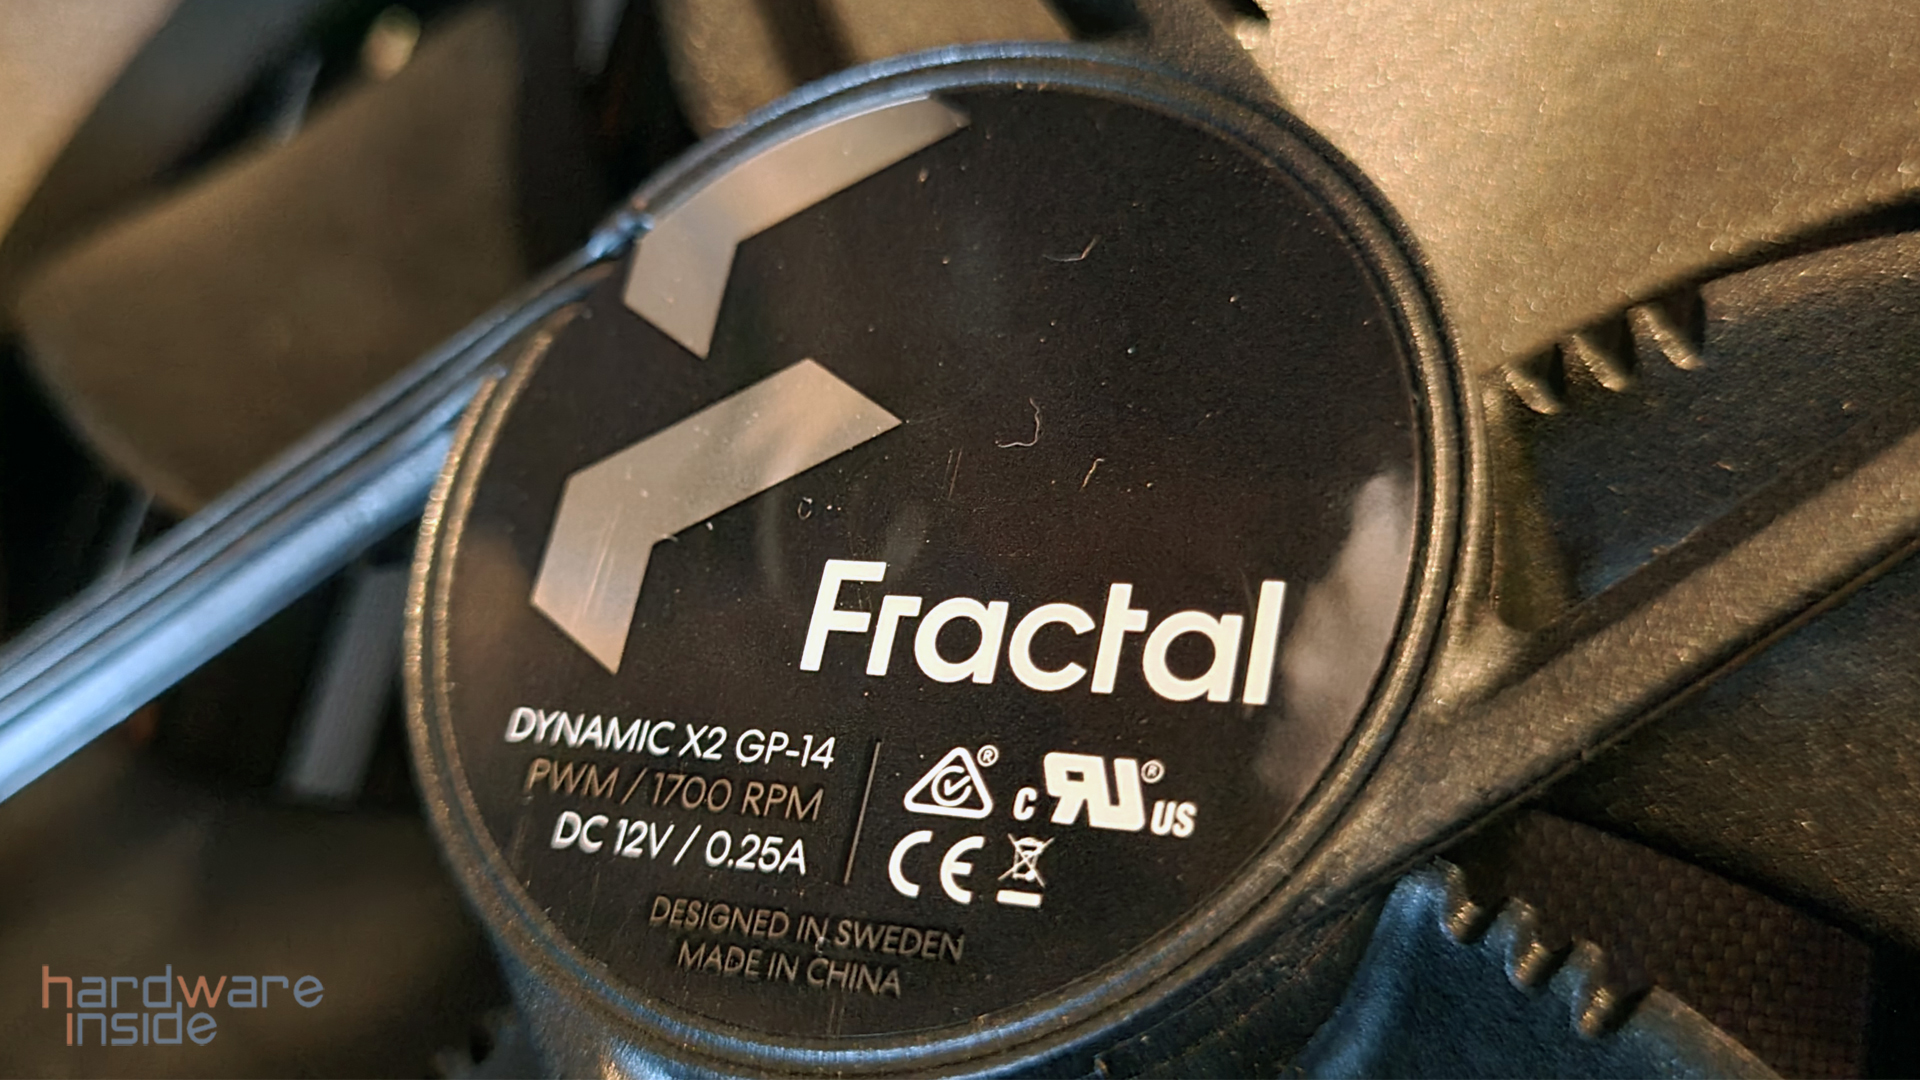 Fractal
DYNAMIC X2 GP-14
PWM / 1700 RPM
DC 12V / 0.25A
® c RU ® US
CE
DESIGNED IN SWEDEN
MADE IN CHINA
hardware
inside